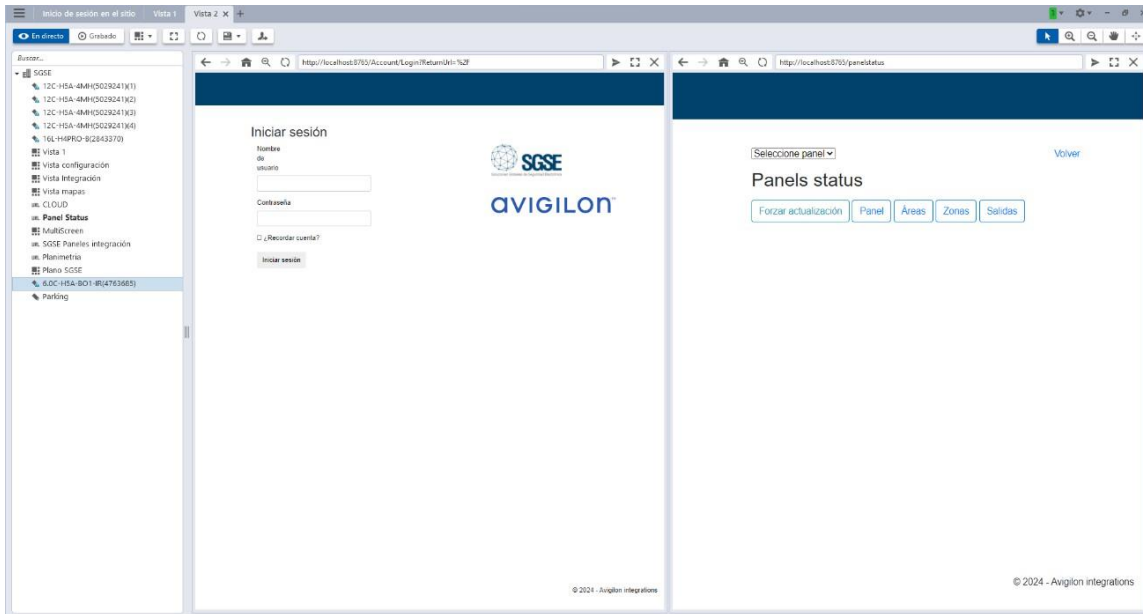 Inicio de sesión en el sitio
Vista 1
Vista 2
En directo
Grabado
Buscar...
SGSE
12C-H5A-4MH(5029241)(1)
12C-H5A-4MH(5029241)(2)
12C-H5A-4MH(5029241)(3)
12C-H5A-4MH(5029241)(4)
16L-H4PRO-B(2843370)
Vista 1
Vista configuración
Vista Integración
Vista mapas
URL CLOUD
URL Panel Status
MultiScreen
URL SGSE Paneles integración
URL Planimetria
Plano SGSE
6.0C-H5A-BO1-IR(4763685)
Parking
http://localhost:8765/Account/Login?ReturnUrl=%2F
Iniciar sesión
Nombre
de
usuario
Contraseña
¿Recordar cuenta?
Iniciar sesión
SGSE
AVIGILON
© 2024 - Avigilon integrations
http://localhost:8765/panelstatus
Seleccione panel
Volver
Panels status
Forzar actualización
Panel
Áreas
Zonas
Salidas
© 2024 - Avigilon integrations